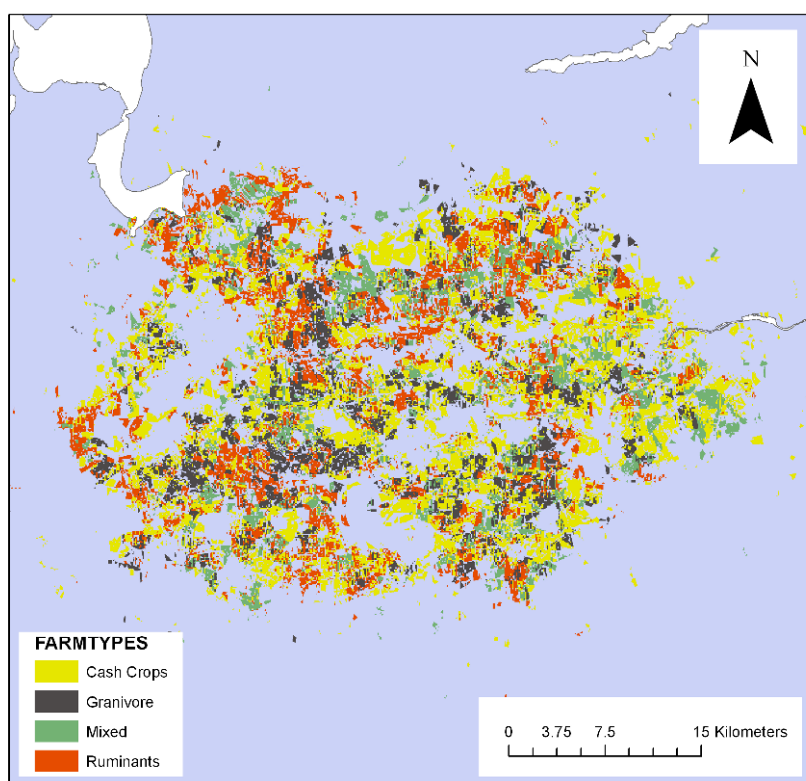 N
FARMTYPES
Cash Crops
Granivore
Mixed
Ruminants
0 3.75 7.5 15 Kilometers